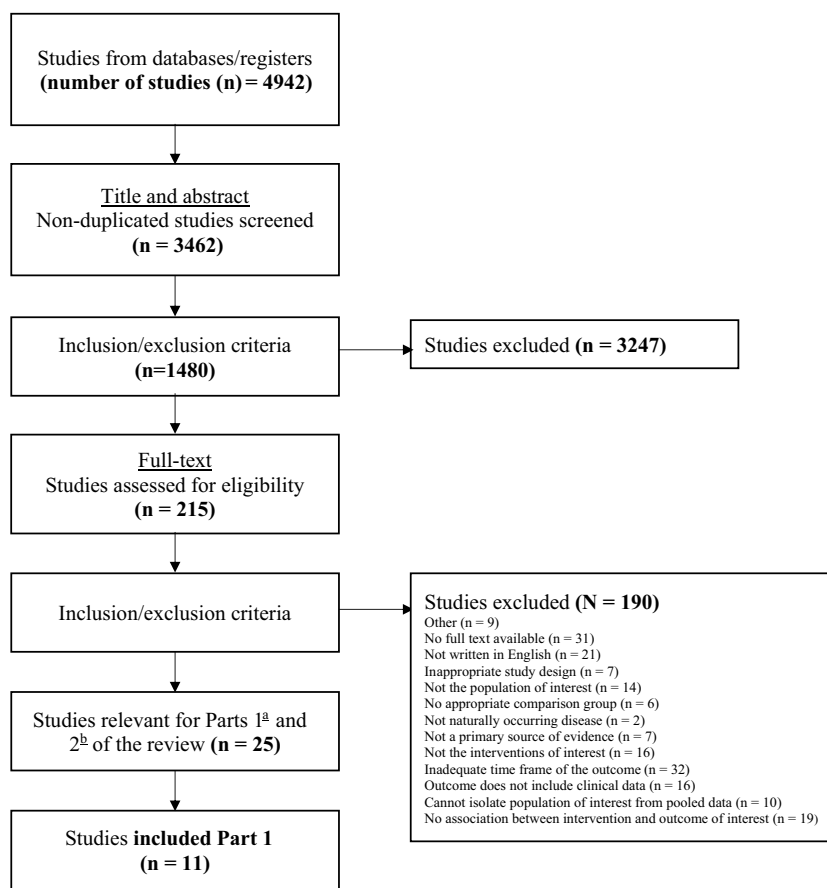 Studies from databases/registers
(number of studies (n) = 4942)
Title and abstract
Non-duplicated studies screened
(n = 3462)
Inclusion/exclusion criteria
(n=1480)
Studies excluded (n = 3247)
Full-text
Studies assessed for eligibility
(n = 215)
Inclusion/exclusion criteria
Studies excluded (N = 190)
Other (n = 9)
No full text available (n = 31)
Not written in English (n = 21)
Inappropriate study design (n = 7)
Not the population of interest (n = 14)
No appropriate comparison group (n = 6)
Not naturally occurring disease (n = 2)
Not a primary source of evidence (n = 7)
Not the interventions of interest (n = 16)
Inadequate time frame of the outcome (n = 32)
Outcome does not include clinical data (n = 16)
Cannot isolate population of interest from pooled data (n = 10)
No association between intervention and outcome of interest (n = 19)
Studies relevant for Parts 1ª and
2ᵇ of the review (n = 25)
Studies included Part 1
(n = 11)